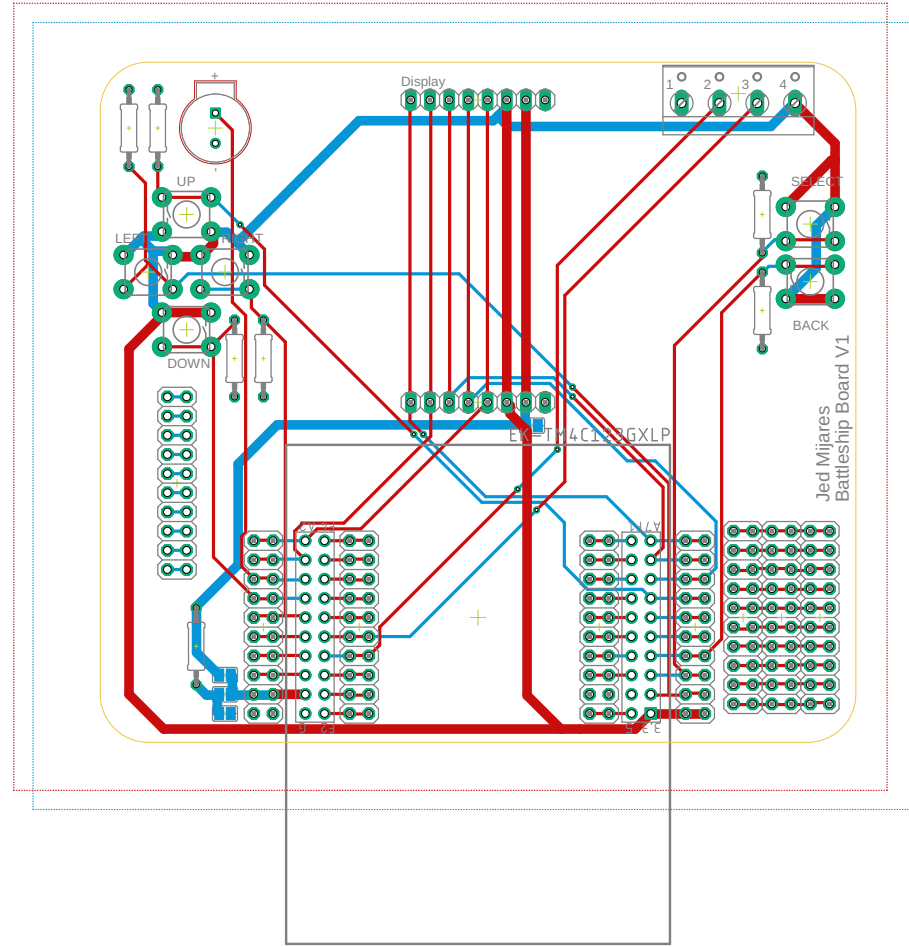 +
Display
1 2 3 4
-
UP
SELECT
LEFT
RIGHT
BACK
DOWN
EK-TM4C123GXLP
Jed Mijares
Battleship Board V1